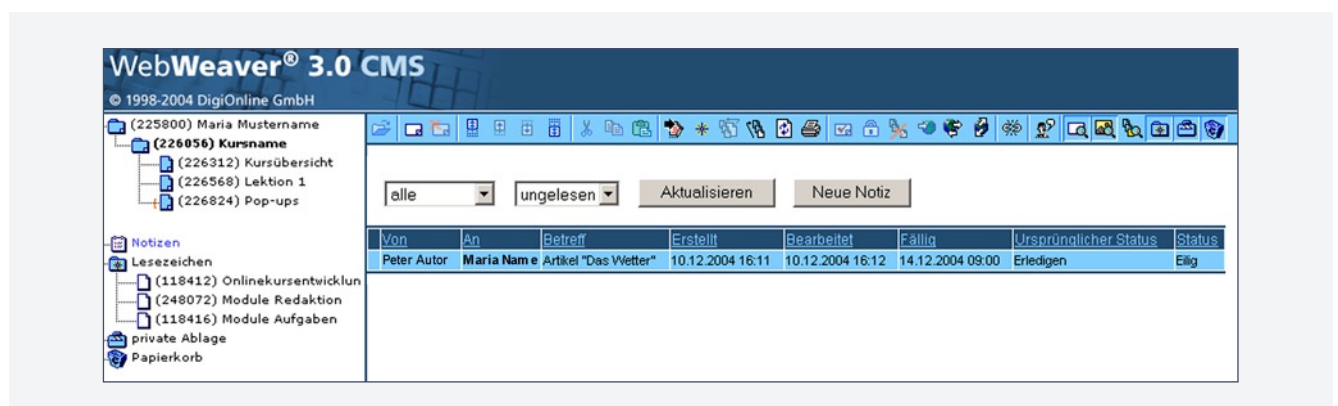 WebWeaver® 3.0 CMS
© 1998-2004 DigiOnline GmbH
(225800) Maria Mustername
(226056) Kursname
(226312) Kursübersicht
(226568) Lektion 1
(226824) Pop-ups
Notizen
Lesezeichen
(118412) Onlinekursentwicklun
(248072) Module Redaktion
(118416) Module Aufgaben
private Ablage
Papierkorb
alle ungelesen Aktualisieren Neue Notiz
Von An Betreff Erstellt Bearbeitet Fällig Ursprünglicher Status Status
Peter Autor Maria Name Artikel "Das Wetter" 10.12.2004 16:11 10.12.2004 16:12 14.12.2004 09:00 Erledigen Eilig